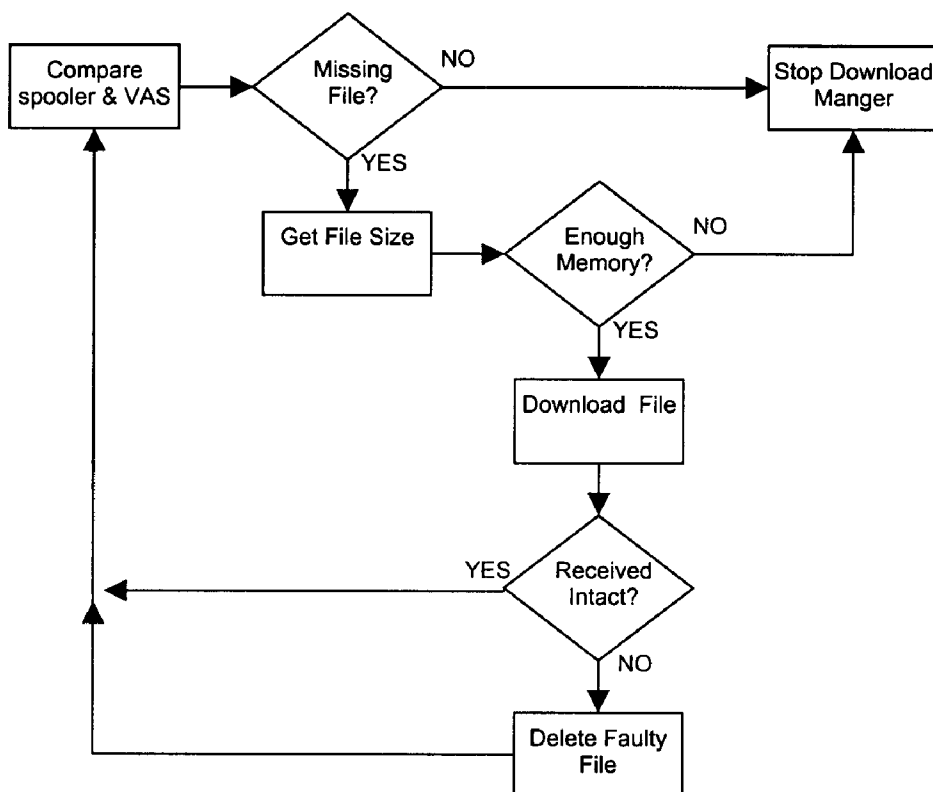 Compare
spooler & VAS
Missing
File?
NO
Stop Download
Manger
YES
Get File Size
Enough
Memory?
NO
YES
Download File
YES
Received
Intact?
NO
Delete Faulty
File